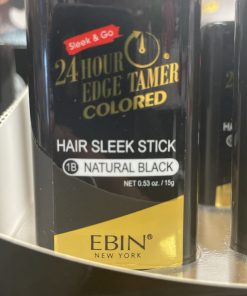 Sleek & Go
24 HOUR
EDGE TAMER
COLORED
HAIR SLEEK STICK
1B NATURAL BLACK
NET 0.53 oz. / 15g
EBIN®
NEW YORK